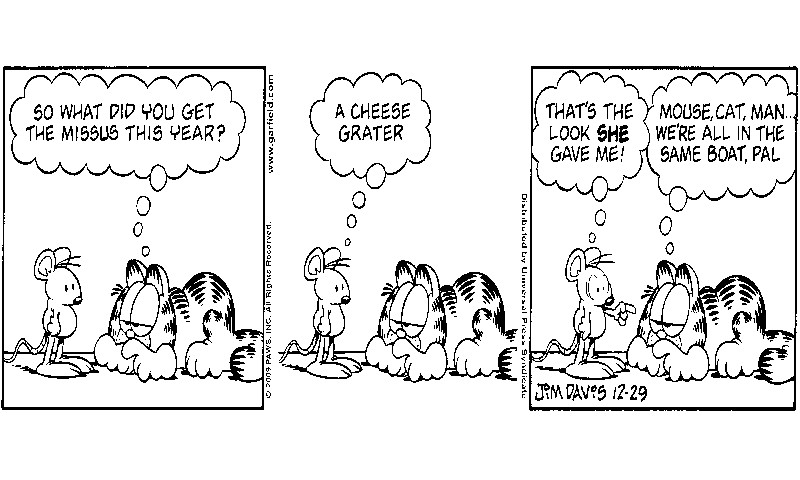 SO WHAT DID YOU GET
THE MISSUS THIS YEAR?
www.garfield.com
© 2009 PAWS, INC. All Rights Reserved.
A CHEESE
GRATER
Distributed by Universal Press Syndicate
THAT'S THE
LOOK SHE
GAVE ME!
MOUSE, CAT, MAN...
WE'RE ALL IN THE
SAME BOAT, PAL
JIM DAVIS 12-29